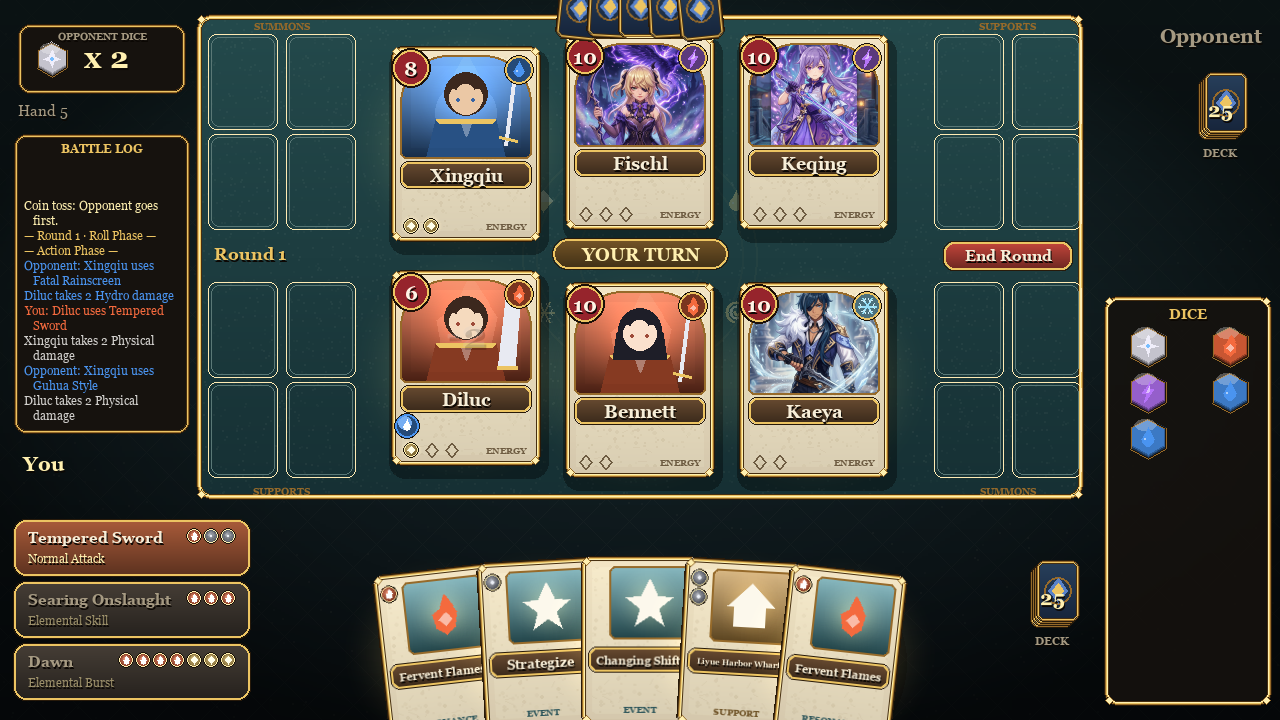 OPPONENT DICE
x 2
Hand 5
BATTLE LOG
Coin toss: Opponent goes
first.
— Round 1 · Roll Phase —
— Action Phase —
Opponent: Xingqiu uses
Fatal Rainscreen
Diluc takes 2 Hydro damage
You: Diluc uses Tempered
Sword
Xingqiu takes 2 Physical
damage
Opponent: Xingqiu uses
Guhua Style
Diluc takes 2 Physical
damage
You
SUMMONS
SUPPORTS
8
Xingqiu
ENERGY
10
Fischl
ENERGY
10
Keqing
ENERGY
Round 1
YOUR TURN
End Round
6
Diluc
ENERGY
10
Bennett
ENERGY
10
Kaeya
ENERGY
SUPPORTS
SUMMONS
Opponent
25
DECK
DICE
Tempered Sword
Normal Attack
Searing Onslaught
Elemental Skill
Dawn
Elemental Burst
Fervent Flames
Strategize
EVENT
Changing Shift
EVENT
Liyue Harbor Wharf
SUPPORT
Fervent Flames
25
DECK